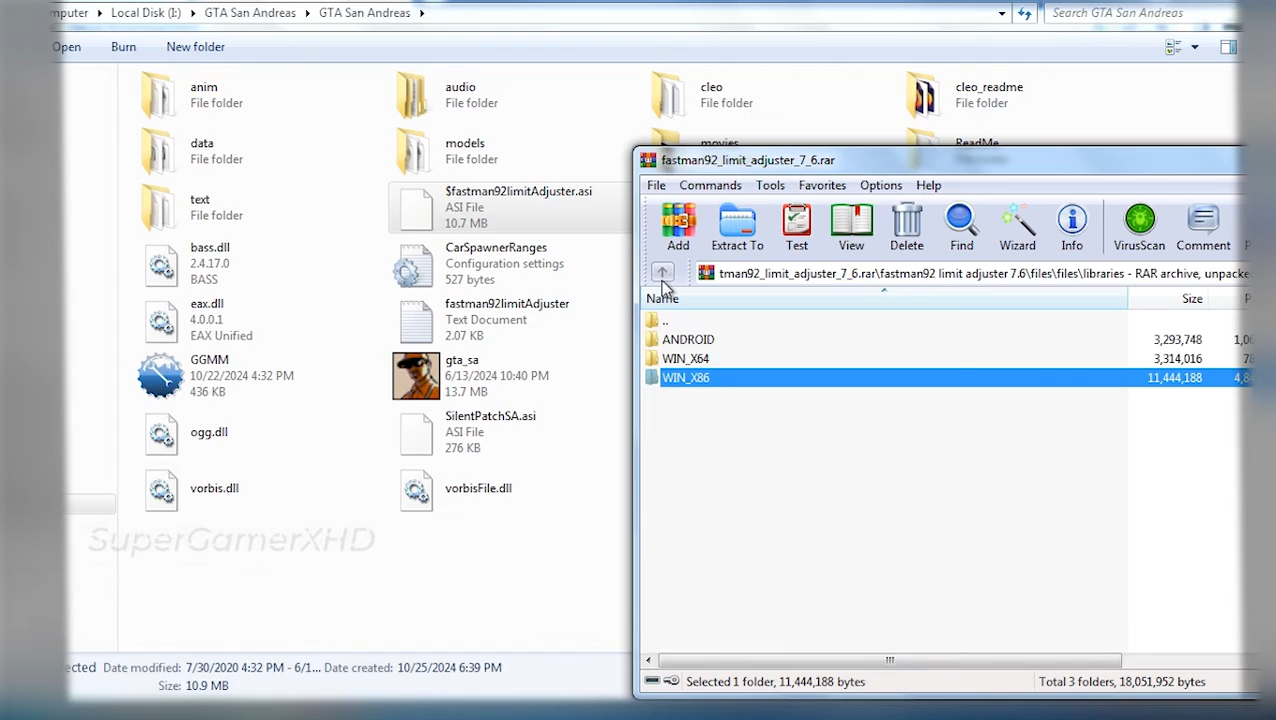 mputer
Local Disk (I:)
GTA San Andreas
GTA San Andreas
Search GTA San Andreas
Open
Burn
New folder
anim
File folder
audio
File folder
cleo
File folder
cleo_readme
File folder
data
File folder
models
File folder
movies
ReadMe
text
File folder
$fastman92limitAdjuster.asi
ASI File
10.7 MB
bass.dll
2.4.17.0
BASS
CarSpawnerRanges
Configuration settings
527 bytes
eax.dll
4.0.0.1
EAX Unified
fastman92limitAdjuster
Text Document
2.07 KB
GGMM
10/22/2024 4:32 PM
436 KB
gta_sa
6/13/2024 10:40 PM
13.7 MB
ogg.dll
SilentPatchSA.asi
ASI File
276 KB
vorbis.dll
vorbisFile.dll
SuperGamerXHD
ected Date modified: 7/30/2020 4:32 PM - 6/1... Date created: 10/25/2024 6:39 PM
Size: 10.9 MB
fastman92_limit_adjuster_7_6.rar
File Commands Tools Favorites Options Help
Add Extract To Test View Delete Find Wizard Info VirusScan Comment P
tman92_limit_adjuster_7_6.rar\fastman92 limit adjuster 7.6\files\files\libraries - RAR archive, unpacke
Name Size P
..
ANDROID 3,293,748
WIN_X64 3,314,016
WIN_X86 11,444,188
Selected 1 folder, 11,444,188 bytes
Total 3 folders, 18,051,952 bytes